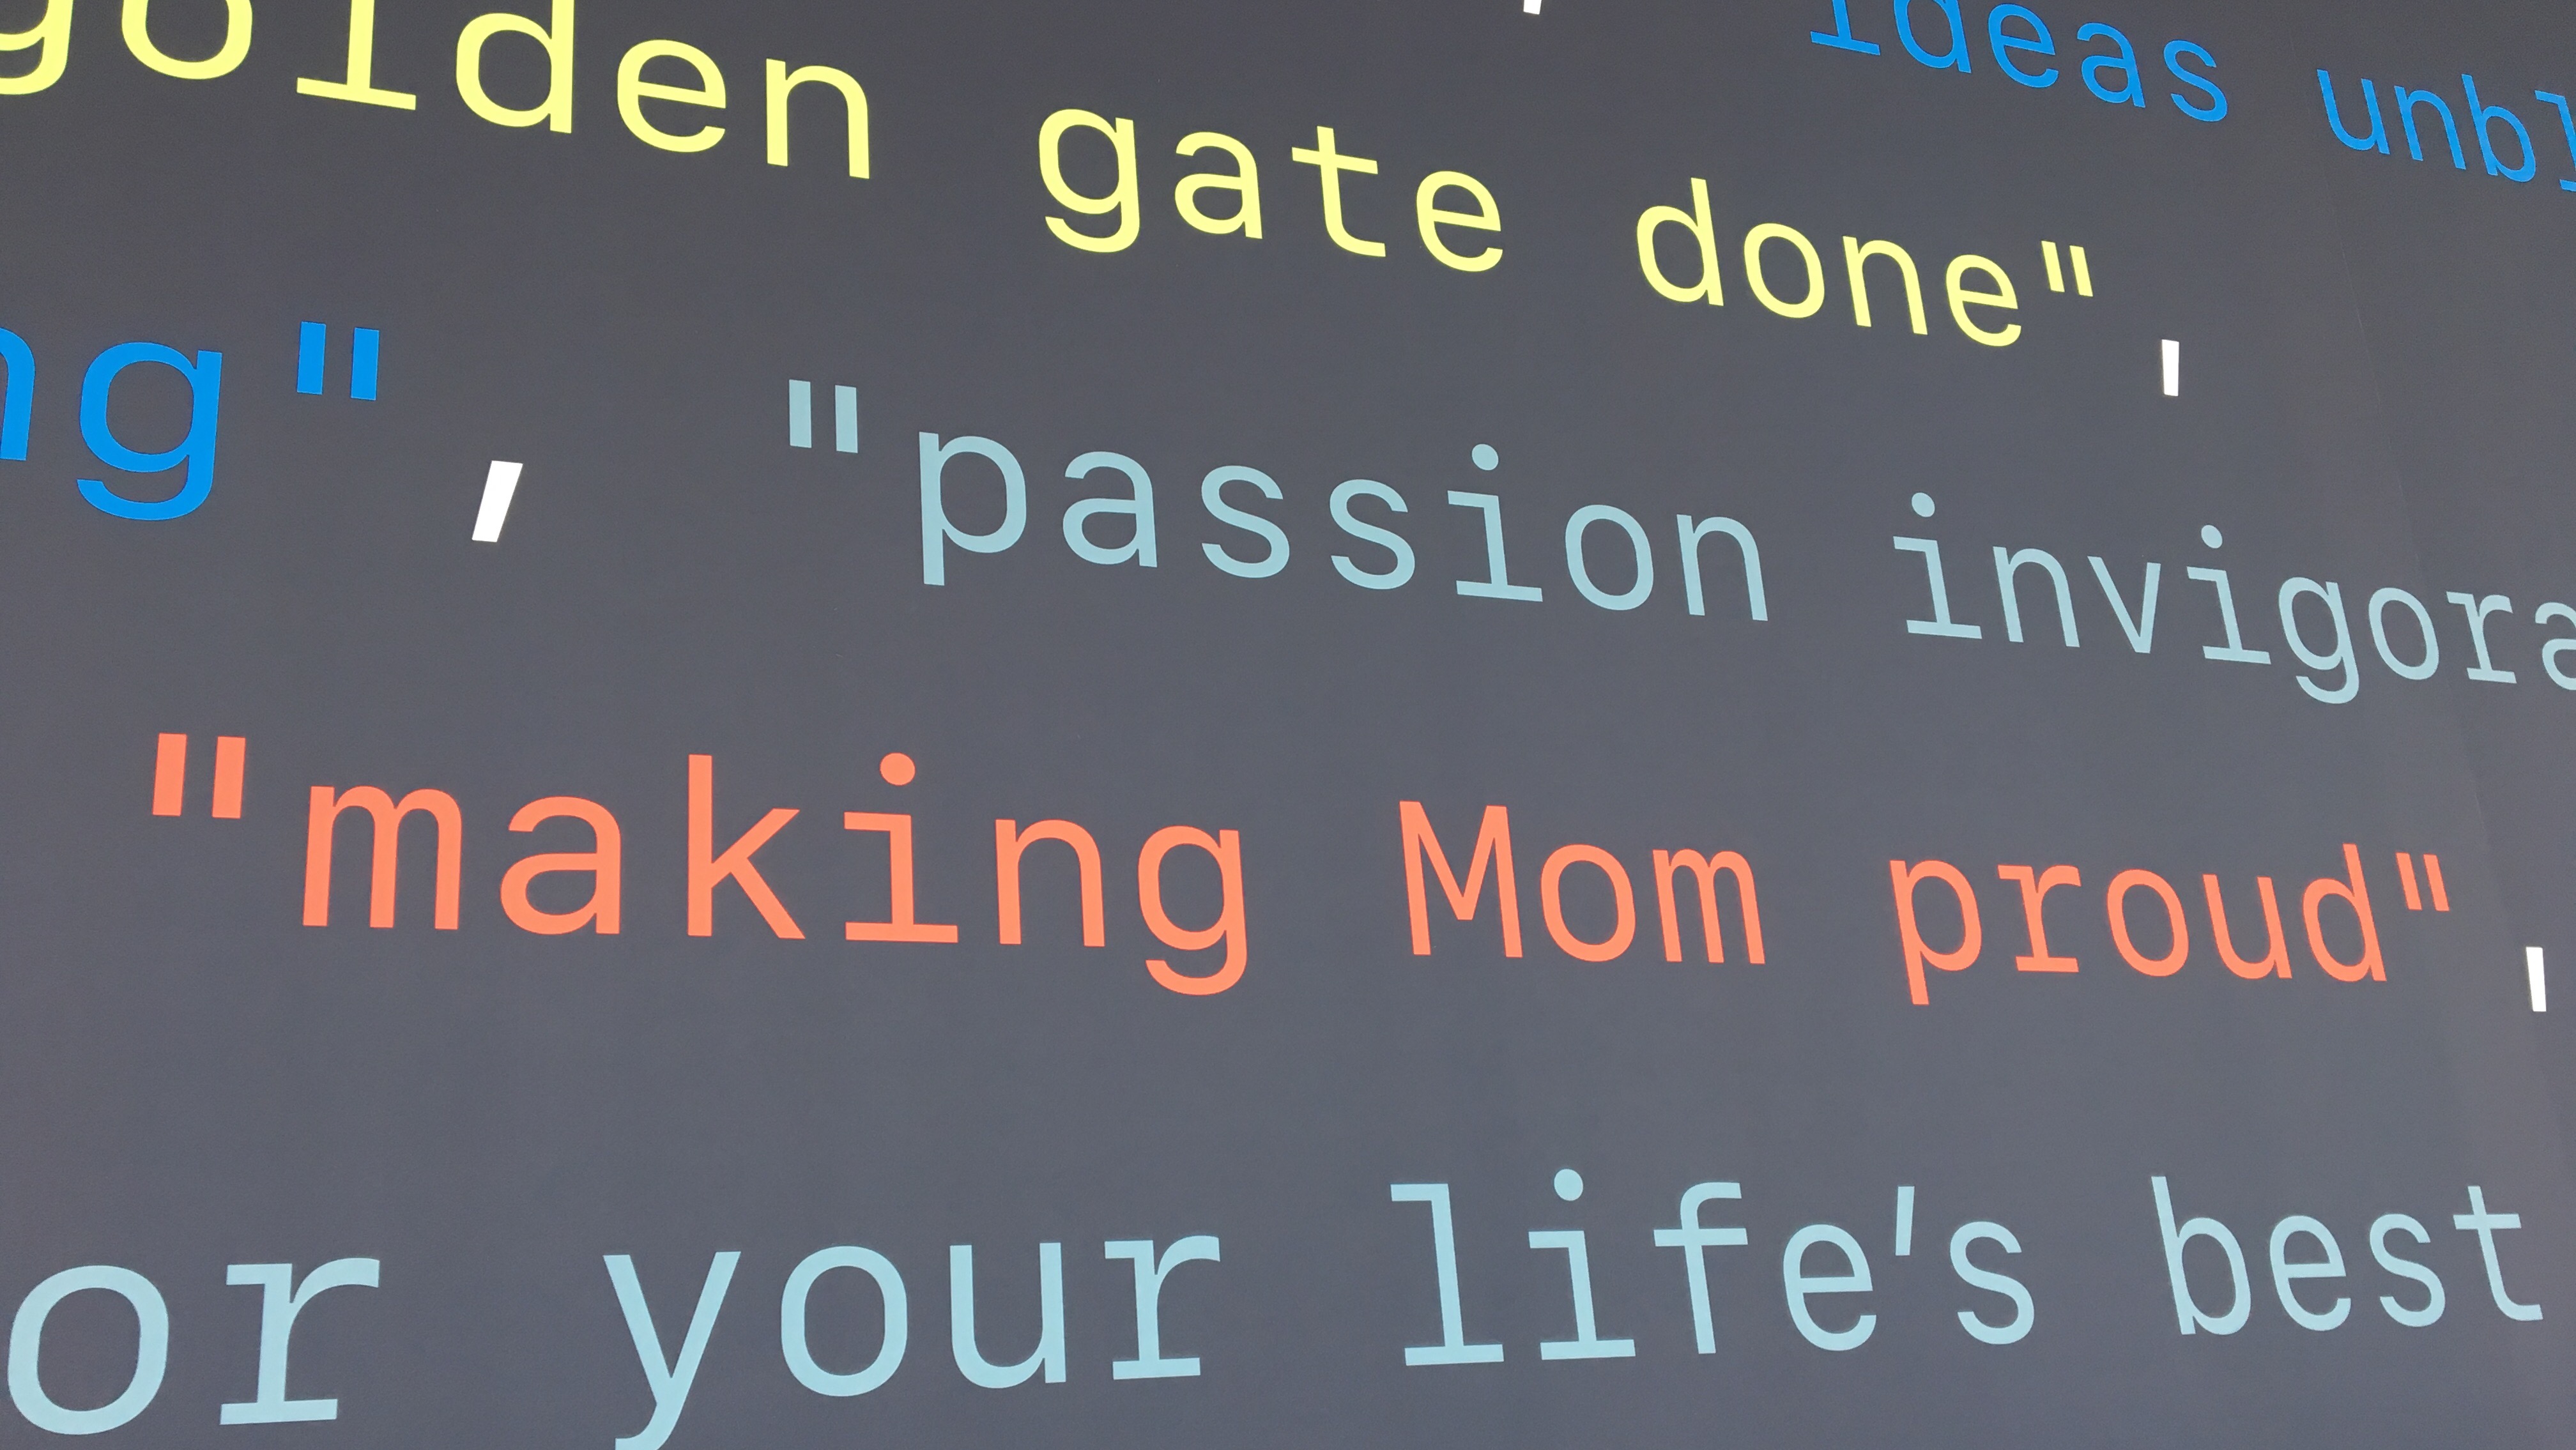 ideas
golden gate done",
", "passion
"making Mom proud",
or your life's best